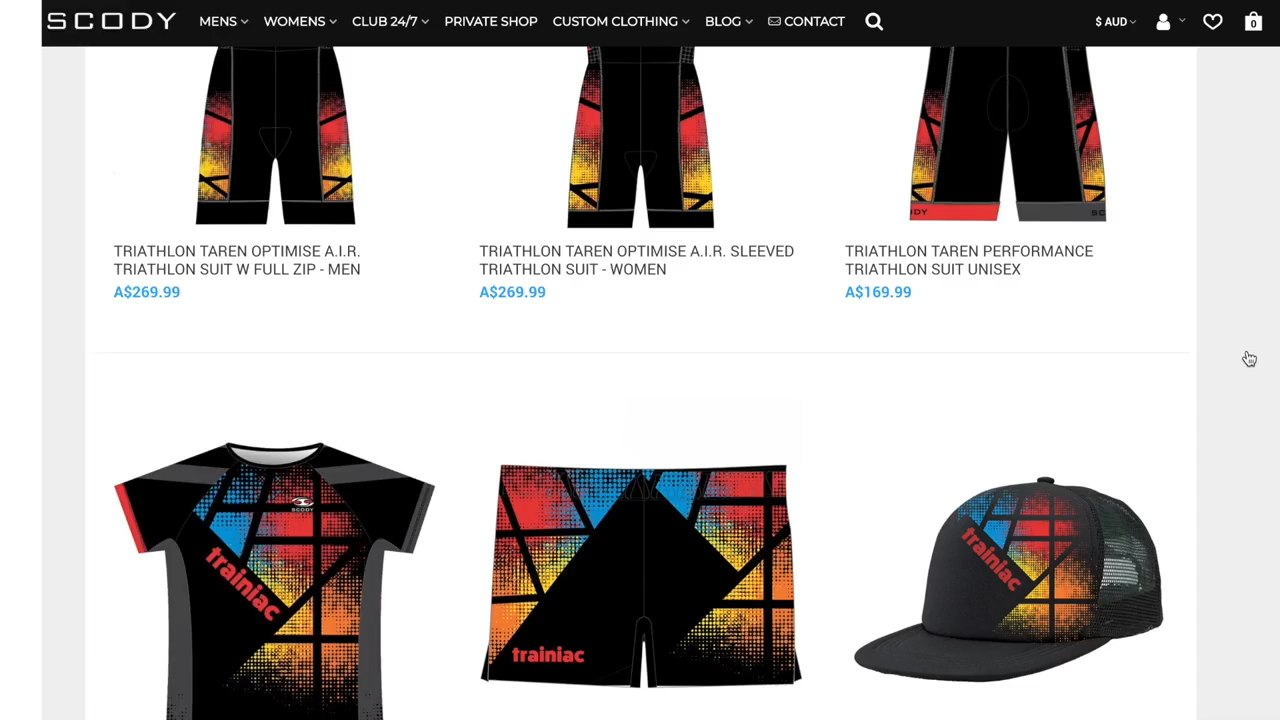 SCODY
MENS
WOMENS
CLUB 24/7
PRIVATE SHOP
CUSTOM CLOTHING
BLOG
CONTACT
$ AUD
0
ODY
SC
TRIATHLON TAREN OPTIMISE A.I.R.
TRIATHLON SUIT W FULL ZIP - MEN
A$269.99
TRIATHLON TAREN OPTIMISE A.I.R. SLEEVED
TRIATHLON SUIT - WOMEN
A$269.99
TRIATHLON TAREN PERFORMANCE
TRIATHLON SUIT UNISEX
A$169.99
SCODY
trainiac
trainiac
trainiac